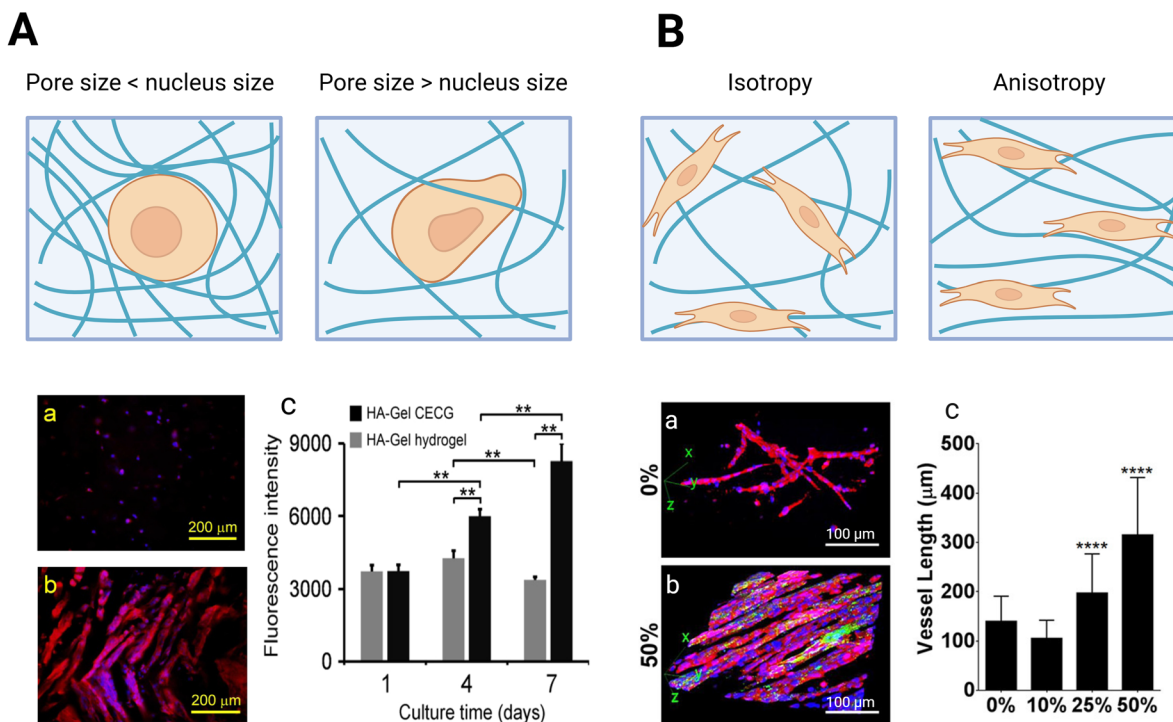 A
Pore size < nucleus size
Pore size > nucleus size
B
Isotropy
Anisotropy
a
200 μm
b
200 μm
C
HA-Gel CECG
HA-Gel hydrogel
**
**
**
**
**
Fluorescence intensity
9000
6000
3000
0
1
4
7
Culture time (days)
0%
a
x
y
z
100 μm
50%
b
x
y
z
100 μm
C
Vessel Length (μm)
500
400
300
200
100
0
****
****
0%
10%
25%
50%